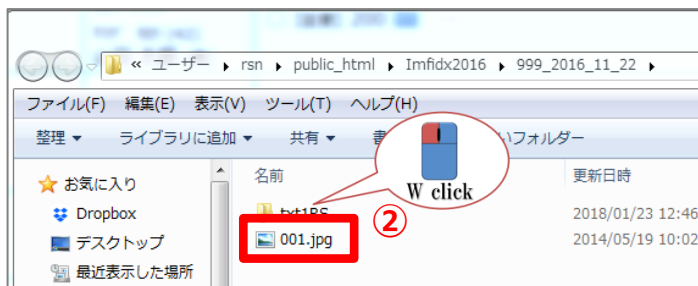 « ユーザー ▸ rsn ▸ public_html ▸ Imfidx2016 ▸ 999_2016_11_22 ▸
ファイル(F) 編集(E) 表示(V) ツール(T) ヘルプ(H)
整理 ▼ ライブラリに追加 ▼ 共有 ▼ 書 いフォルダー
名前 更新日時
W click
お気に入り
Dropbox
txt1BS 2018/01/23 12:46
②
デスクトップ
001.jpg 2014/05/19 10:02
最近表示した場所